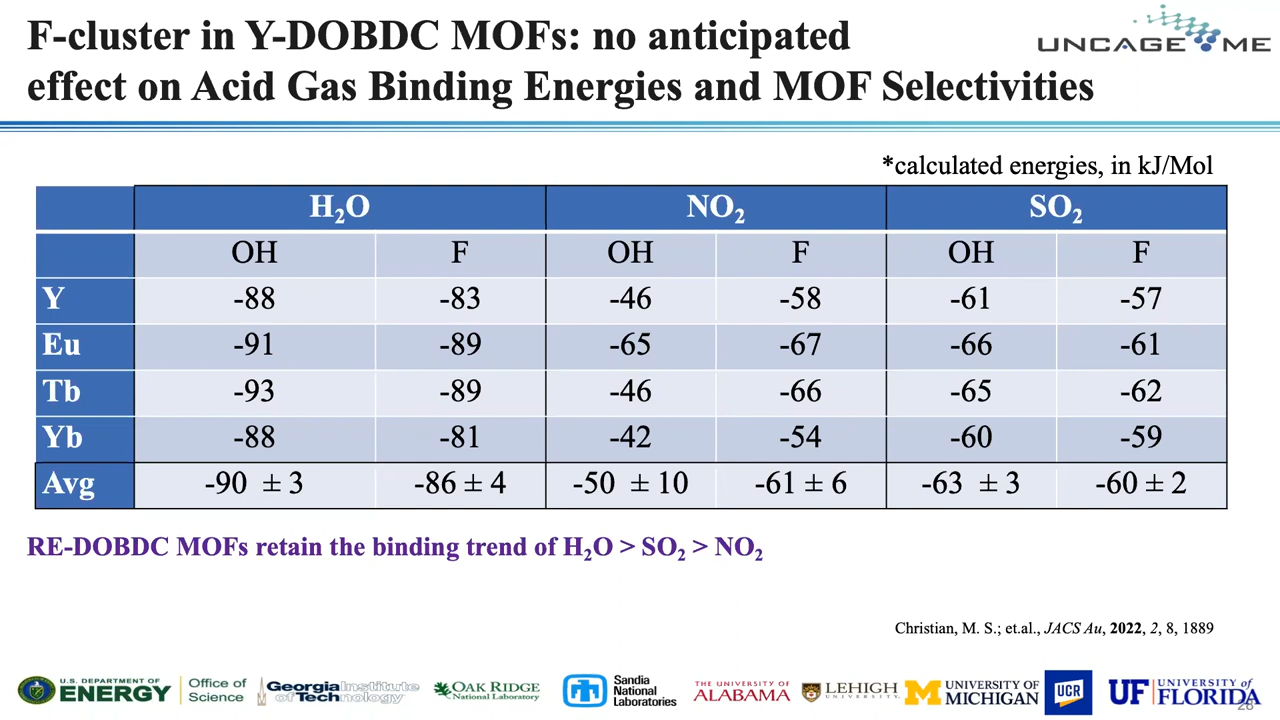 F-cluster in Y-DOBDC MOFs: no anticipated
effect on Acid Gas Binding Energies and MOF Selectivities
UNCAGE ME
*calculated energies, in kJ/Mol
H₂O NO₂ SO₂
OH F OH F OH F
Y -88 -83 -46 -58 -61 -57
Eu -91 -89 -65 -67 -66 -61
Tb -93 -89 -46 -66 -65 -62
Yb -88 -81 -42 -54 -60 -59
Avg -90 ± 3 -86 ± 4 -50 ± 10 -61 ± 6 -63 ± 3 -60 ± 2
RE-DOBDC MOFs retain the binding trend of H₂O > SO₂ > NO₂
Christian, M. S.; et.al., JACS Au, 2022, 2, 8, 1889
U.S. DEPARTMENT OF
ENERGY
Office of
Science
Georgia Institute
of Technology
OAK RIDGE
National Laboratory
Sandia
National
Laboratories
THE UNIVERSITY OF
ALABAMA
LEHIGH
UNIVERSITY
M UNIVERSITY OF
MICHIGAN
UCR
UF UNIVERSITY of
FLORIDA
28